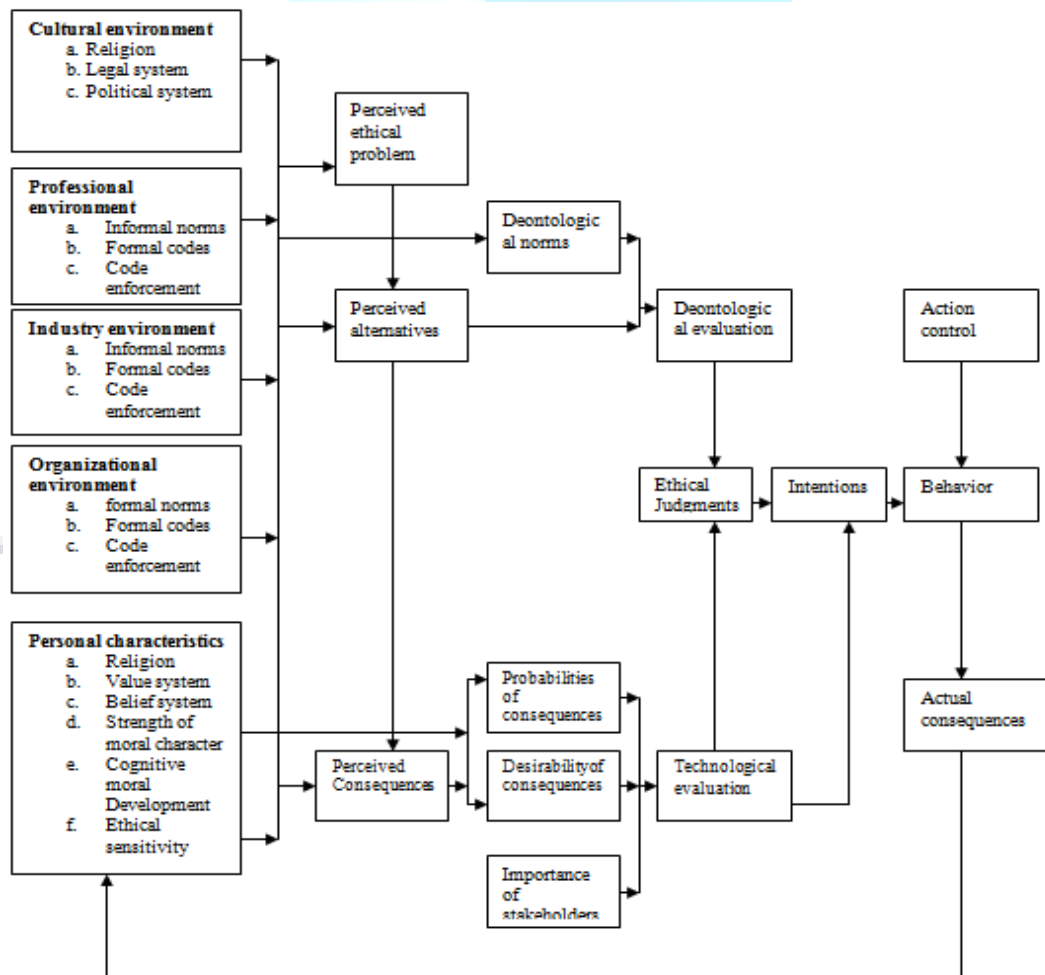 Cultural environment
a. Religion
b. Legal system
c. Political system
Professional
environment
a. Informal norms
b. Formal codes
c. Code
enforcement
Industry environment
a. Informal norms
b. Formal codes
c. Code
enforcement
Organizational
environment
a. formal norms
b. Formal codes
c. Code
enforcement
Personal characteristics
a. Religion
b. Value system
c. Belief system
d. Strength of
moral character
e. Cognitive
moral
Development
f. Ethical
sensitivity
Perceived
ethical
problem
Perceived
alternatives
Perceived
Consequences
Deontologic
al norms
Probabilities
of
consequences
Desirability of
consequences
Importance
of
stakeholders
Deontologic
al evaluation
Ethical
Judgments
Technological
evaluation
Intentions
Action
control
Behavior
Actual
consequences